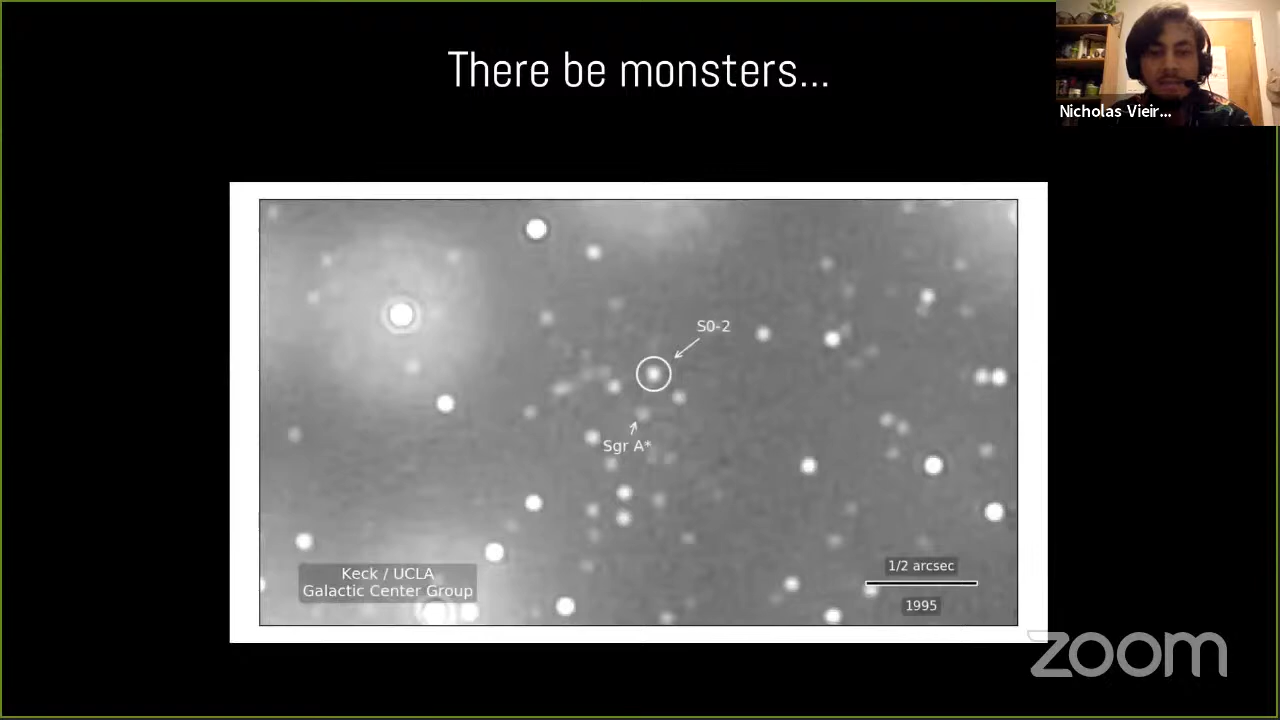 There be monsters...
Nicholas Vieir...
S0-2
Sgr A*
Keck / UCLA
Galactic Center Group
1/2 arcsec
1995
zoom